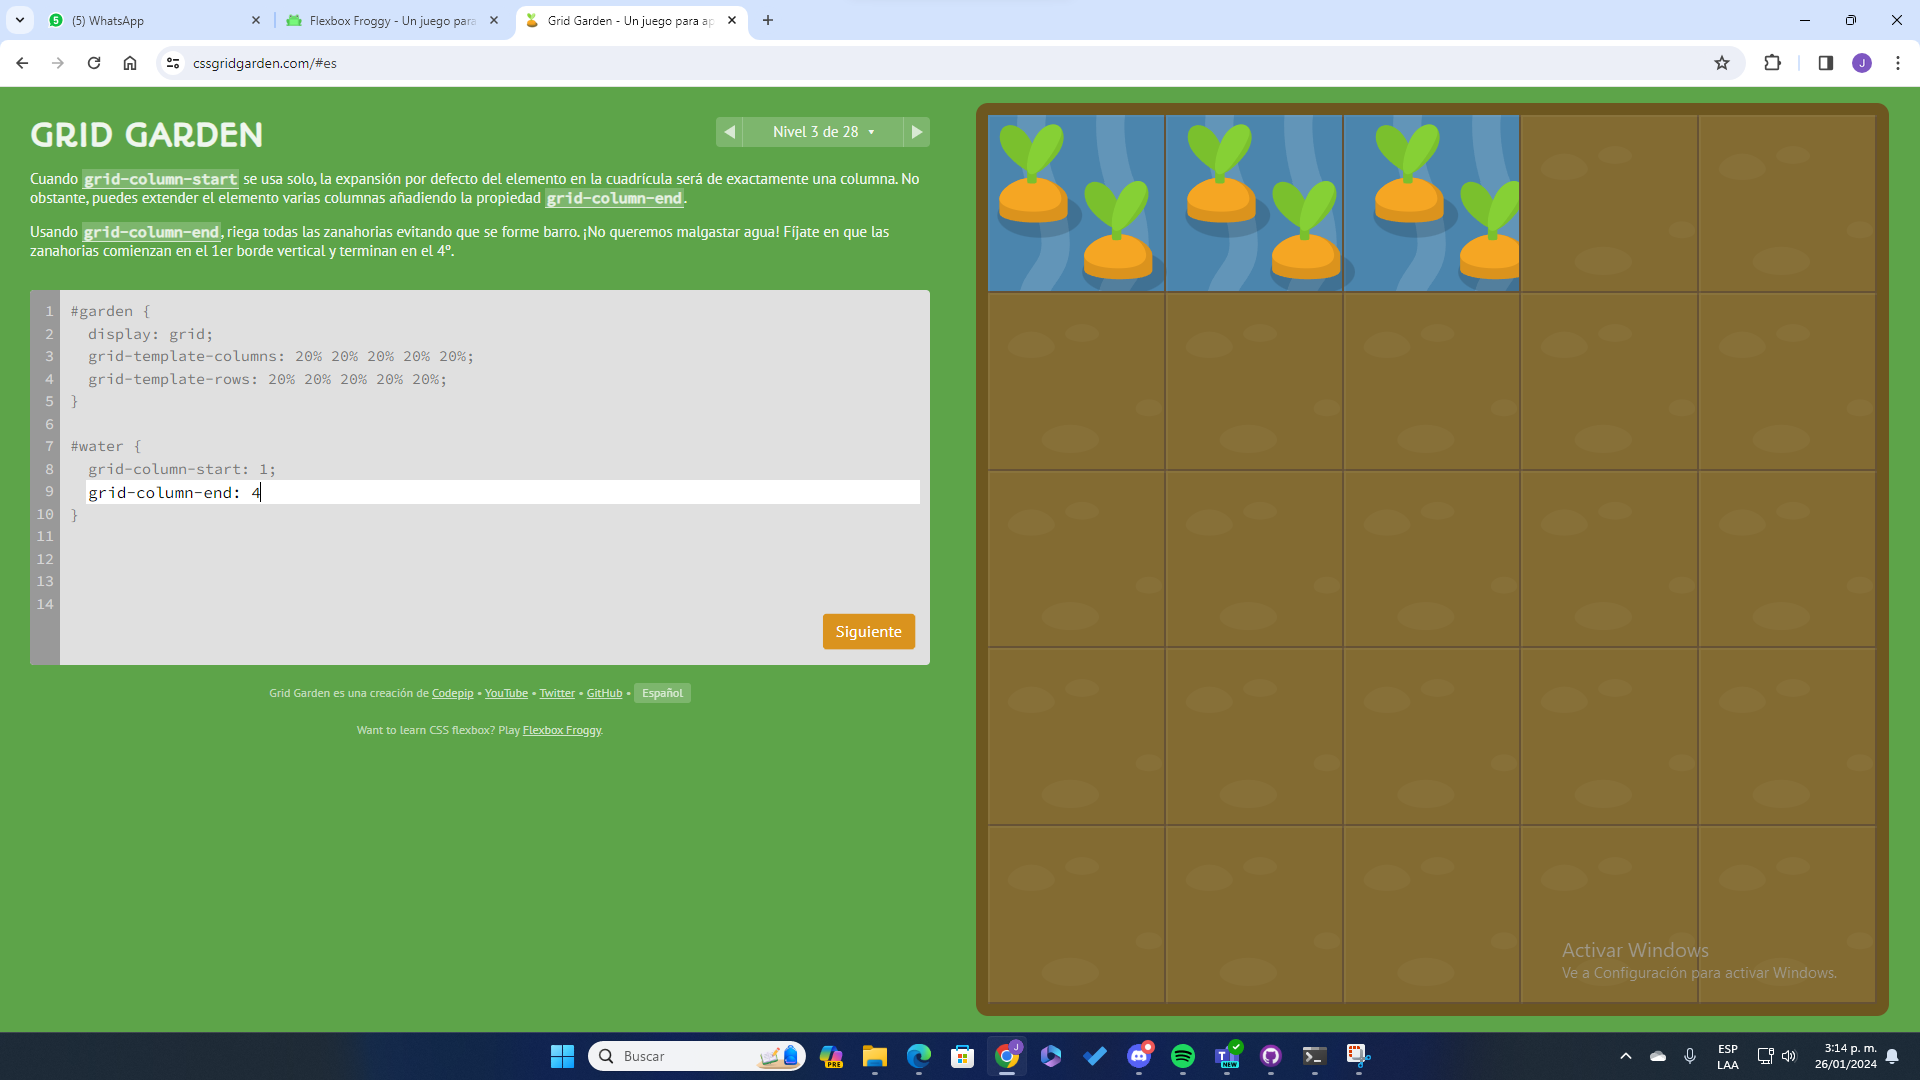 (5) WhatsApp
Flexbox Froggy - Un juego para
Grid Garden - Un juego para ap
cssgridgarden.com/#es
J
GRID GARDEN
Nivel 3 de 28
Cuando grid-column-start se usa solo, la expansión por defecto del elemento en la cuadrícula será de exactamente una columna. No
obstante, puedes extender el elemento varias columnas añadiendo la propiedad grid-column-end.
Usando grid-column-end, riega todas las zanahorias evitando que se forme barro. ¡No queremos malgastar agua! Fíjate en que las
zanahorias comienzan en el 1er borde vertical y terminan en el 4º.
1 #garden {
2 display: grid;
3 grid-template-columns: 20% 20% 20% 20% 20%;
4 grid-template-rows: 20% 20% 20% 20% 20%;
5 }
6
7 #water {
8 grid-column-start: 1;
9 grid-column-end: 4
10 }
11
12
13
14
Siguiente
Grid Garden es una creación de Codepip • YouTube • Twitter • GitHub • Español
Want to learn CSS flexbox? Play Flexbox Froggy.
Activar Windows
Ve a Configuración para activar Windows.
Buscar
PRE
NEW
ESP
LAA
3:14 p. m.
26/01/2024